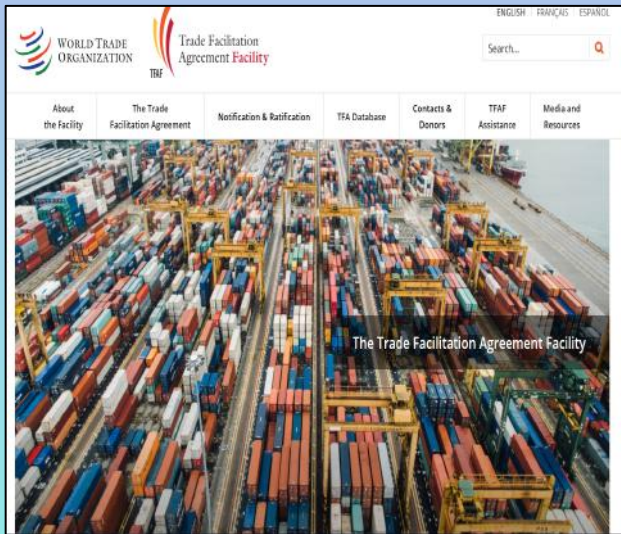 ENGLISH | FRANÇAIS | ESPAÑOL
WORLD TRADE
ORGANIZATION
Trade Facilitation
Agreement Facility
TFAF
Search...
About
the Facility
The Trade
Facilitation Agreement
Notification & Ratification
TFA Database
Contacts &
Donors
TFAF
Assistance
Media and
Resources
The Trade Facilitation Agreement Facility